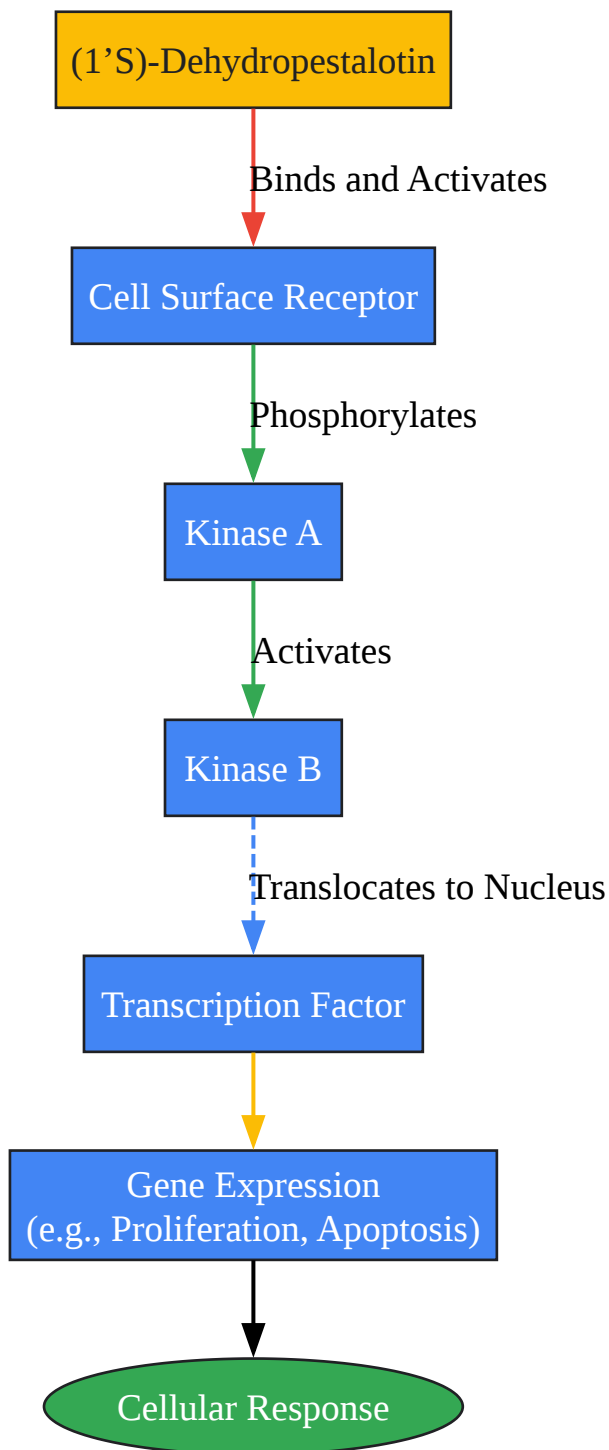 (1’S)-Dehydropestalotin
Binds and Activates
Cell Surface Receptor
Phosphorylates
Kinase A
Activates
Kinase B
Translocates to Nucleus
Transcription Factor
Gene Expression
(e.g., Proliferation, Apoptosis)
Cellular Response